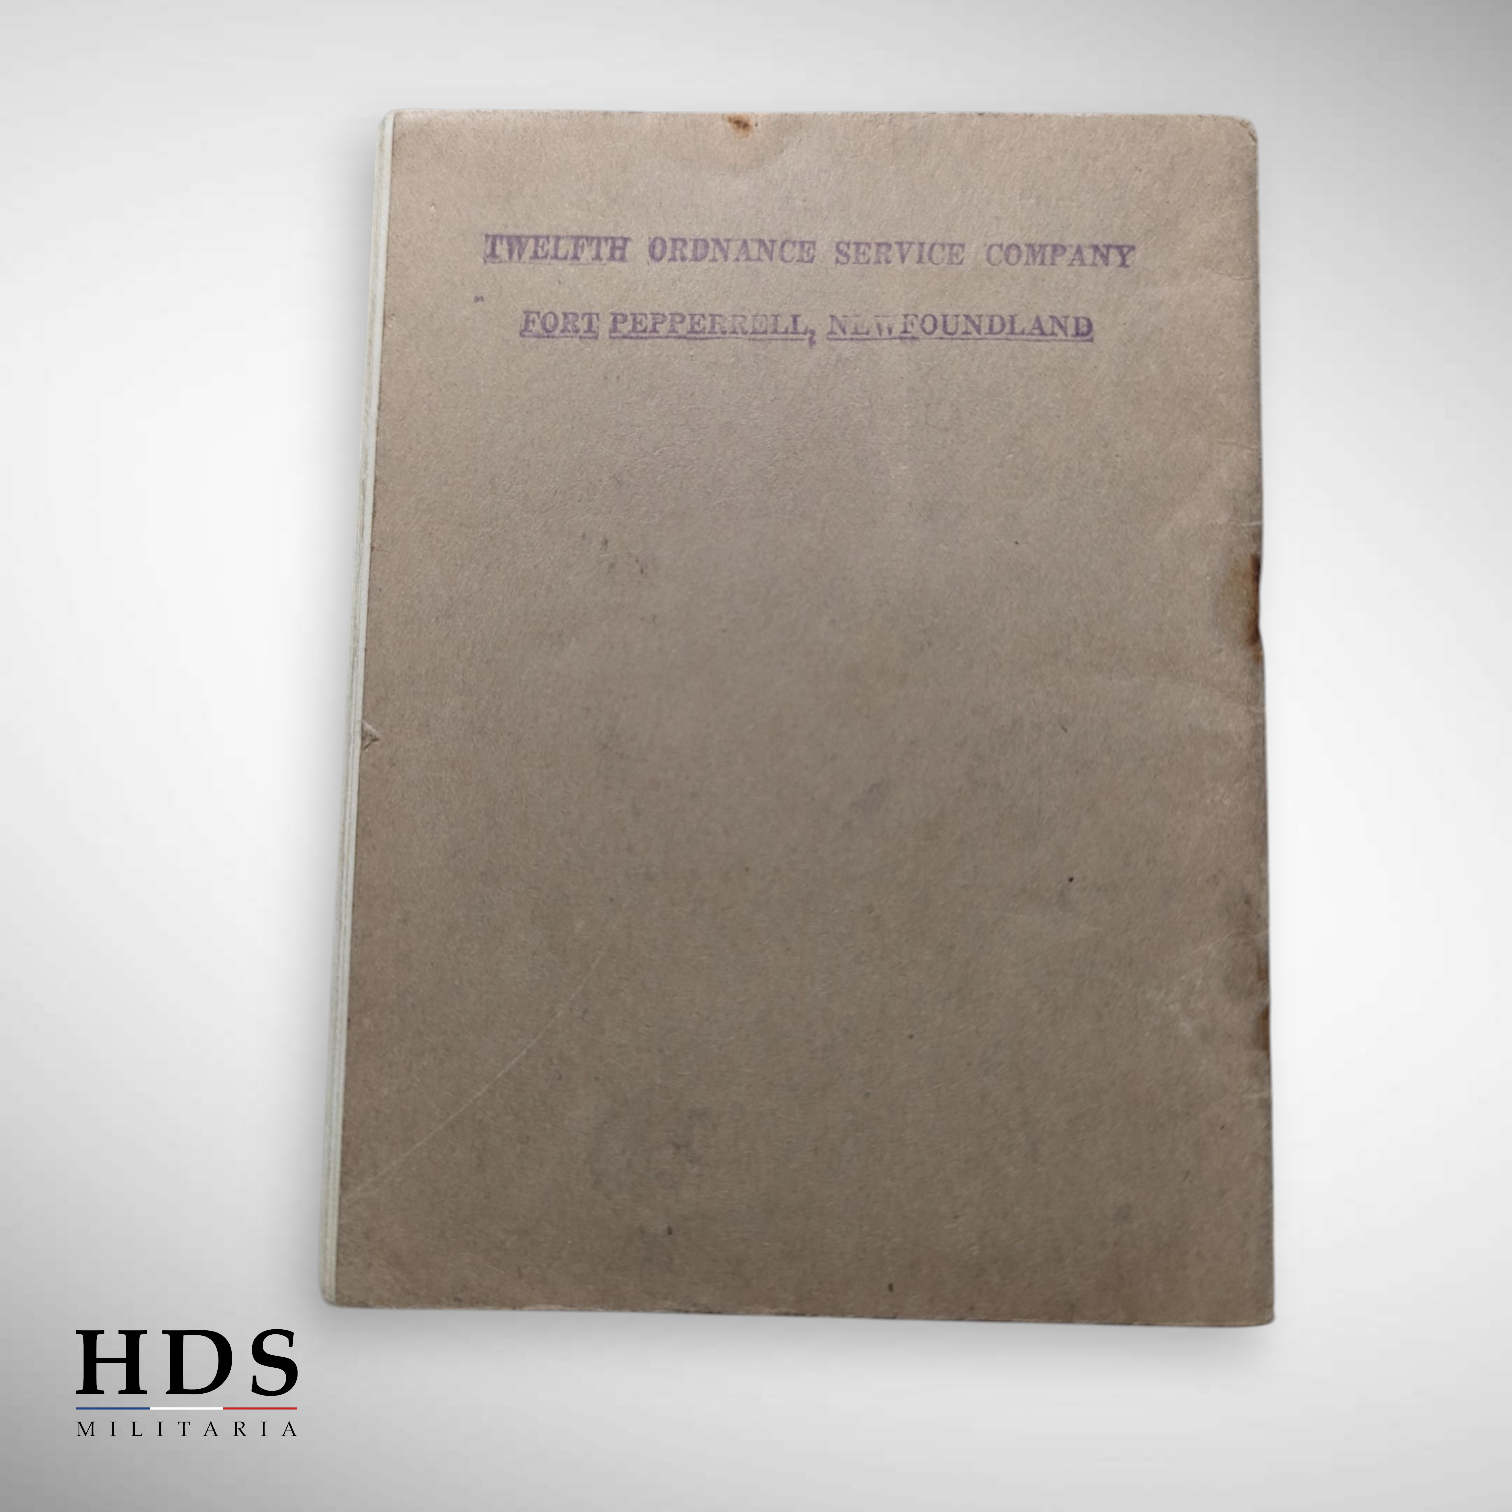 TWELFTH ORDNANCE SERVICE COMPANY
FORT PEPPERRELL, NEWFOUNDLAND
HDS
MILITARIA